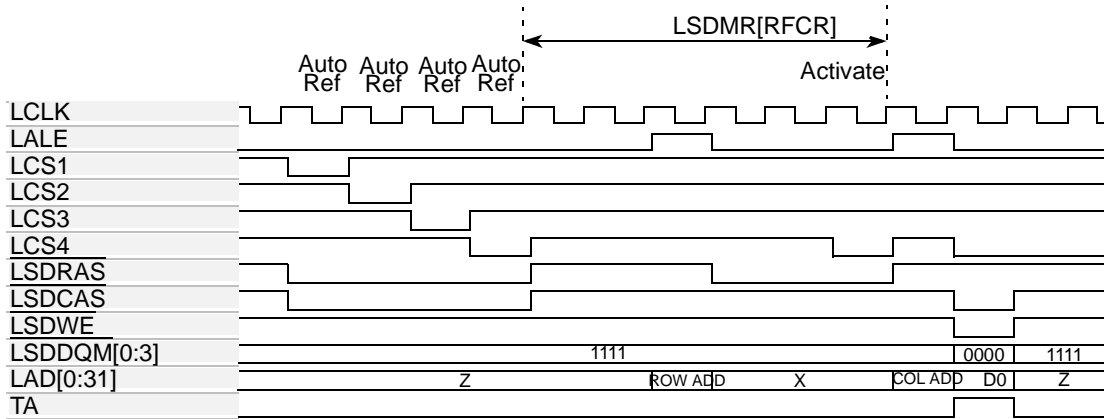 LSDMR[RFCR]
Auto Ref
Auto Ref
Auto Ref
Auto Ref
Activate
LCLK
LALE
LCS1
LCS2
LCS3
LCS4
LSDRAS
LSDCAS
LSDWE
LSDDQM[0:3] 1111 0000 1111
LAD[0:31] Z ROW ADD X COL ADD D0 Z
TA